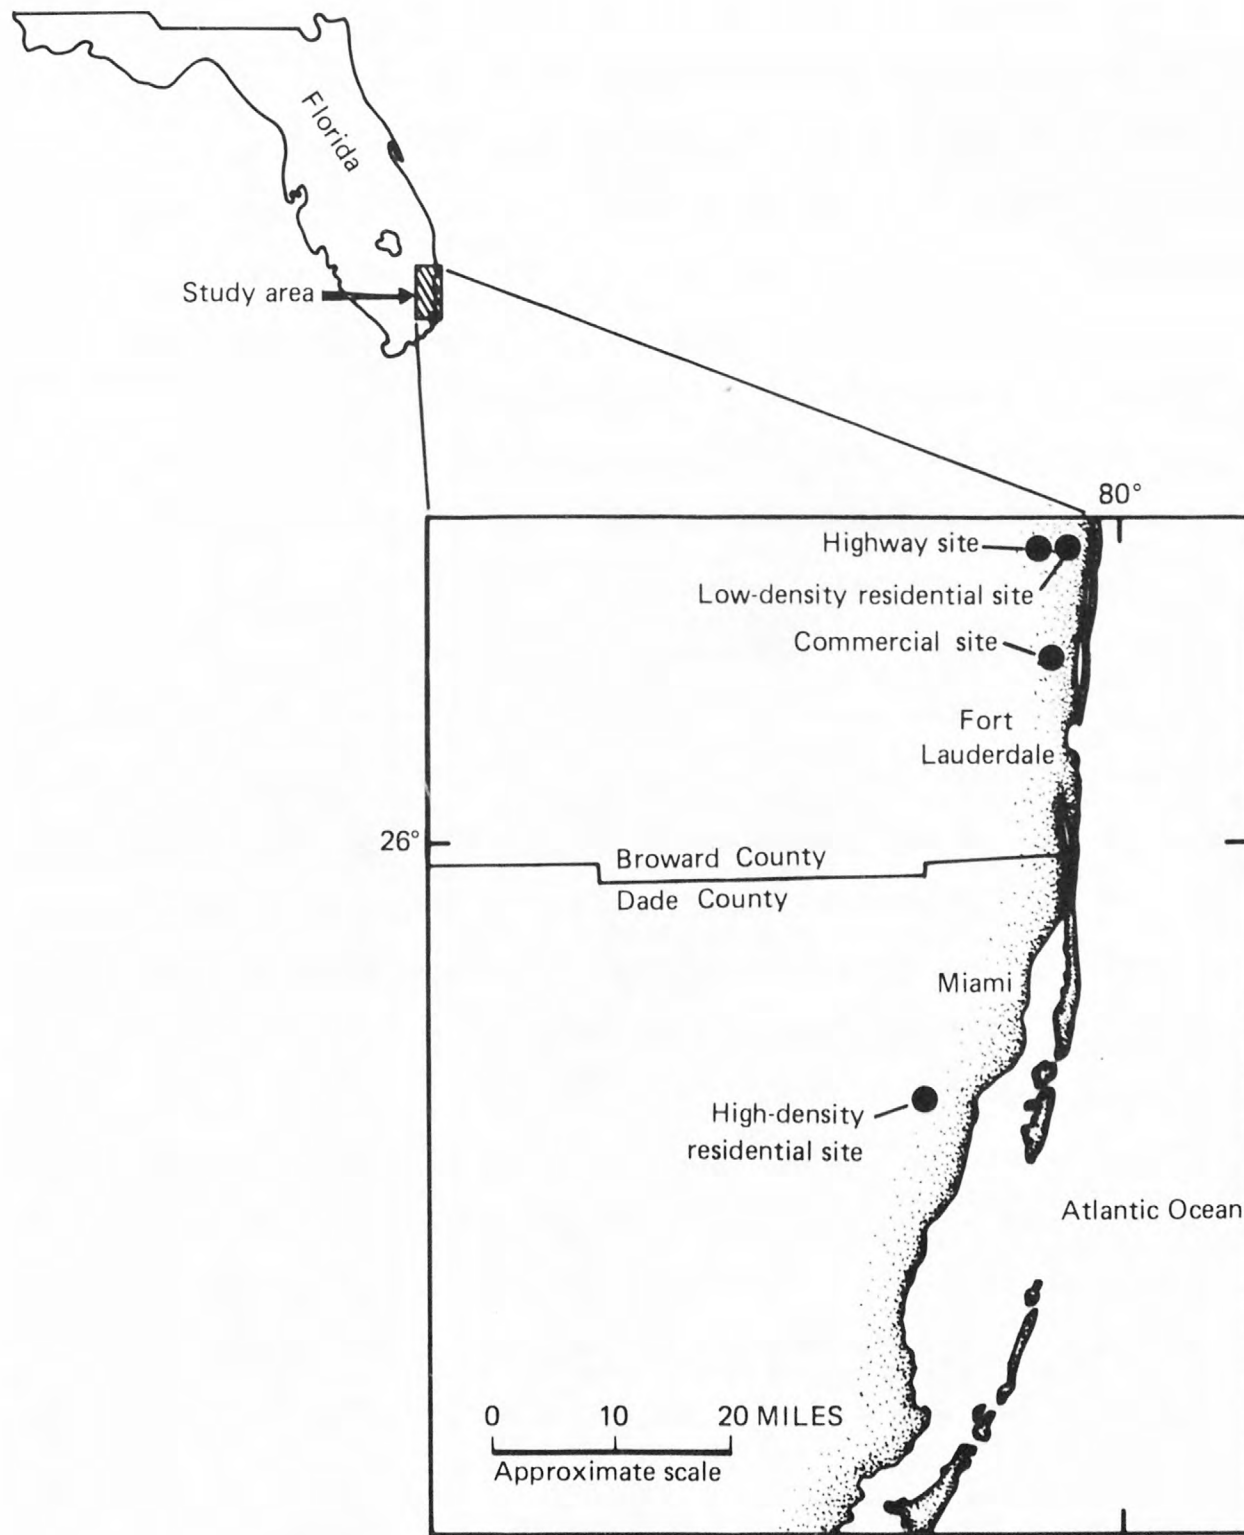 Florida
Study area
80°
Highway site
Low-density residential site
Commercial site
Fort
Lauderdale
26°
Broward County
Dade County
Miami
High-density
residential site
Atlantic Ocean
0 10 20 MILES
Approximate scale